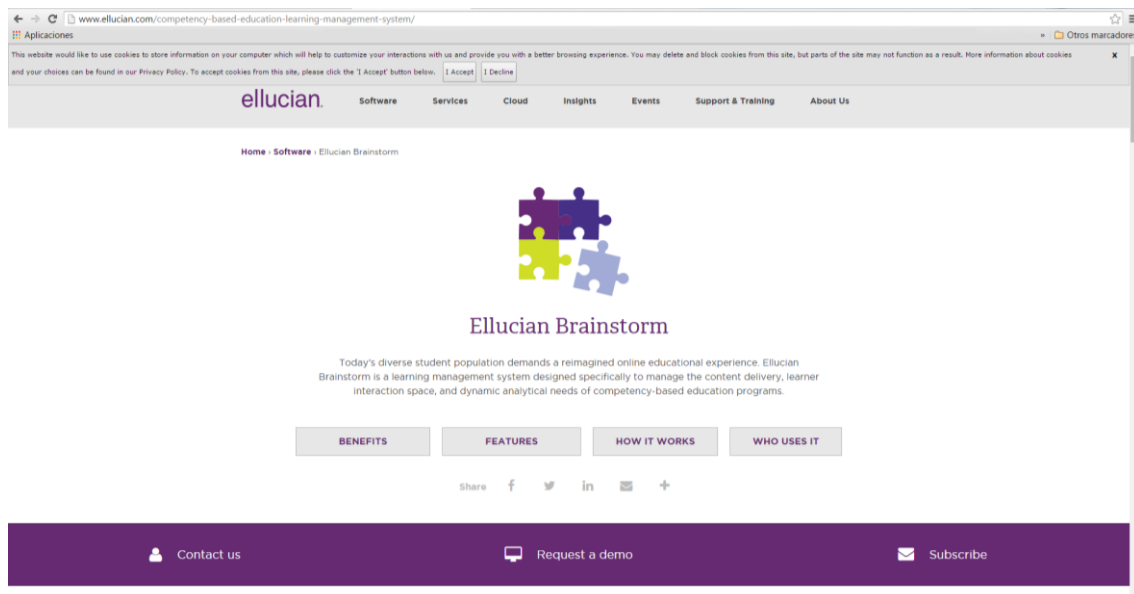 www.ellucian.com/competency-based-education-learning-management-system/
Aplicaciones
» Otros marcadores
This website would like to use cookies to store information on your computer which will help to customize your interactions with us and provide you with a better browsing experience. You may delete and block cookies from this site, but parts of the site may not function as a result. More information about cookies
x
and your choices can be found in our Privacy Policy. To accept cookies from this site, please click the 'I Accept' button below. I Accept I Decline
ellucian.
Software Services Cloud Insights Events Support & Training About Us
Home › Software › Ellucian Brainstorm
Ellucian Brainstorm
Today's diverse student population demands a reimagined online educational experience. Ellucian
Brainstorm is a learning management system designed specifically to manage the content delivery, learner
interaction space, and dynamic analytical needs of competency-based education programs.
BENEFITS FEATURES HOW IT WORKS WHO USES IT
Share f in +
Contact us Request a demo Subscribe